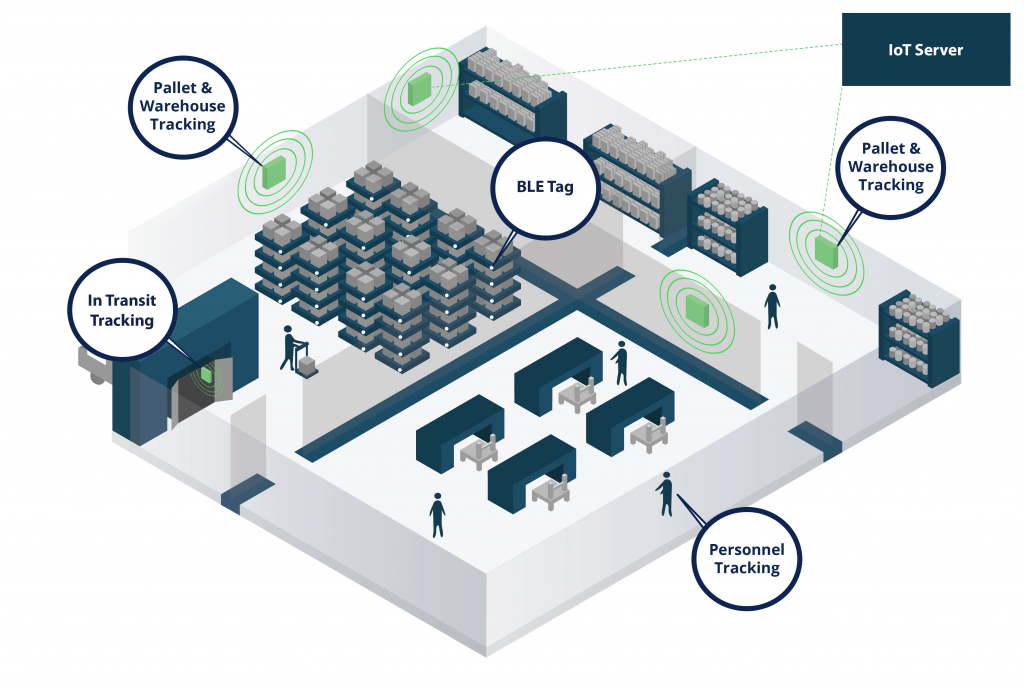 IoT Server
Pallet &
Warehouse
Tracking
Pallet &
Warehouse
Tracking
BLE Tag
In Transit
Tracking
Personnel
Tracking